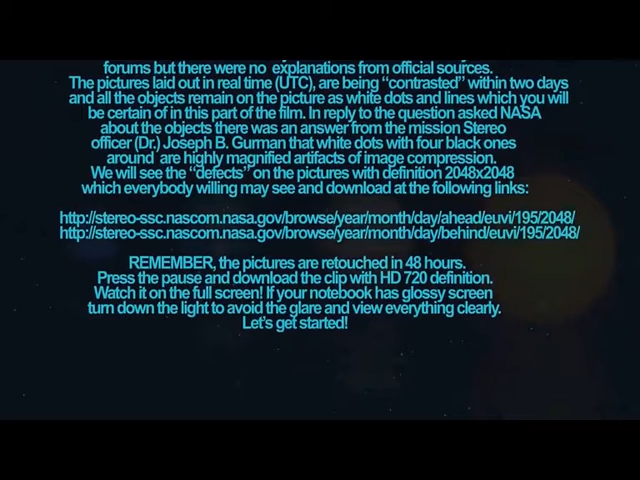 forums but there were no explanations from official sources.
The pictures laid out in real time (UTC), are being “contrasted” within two days
and all the objects remain on the picture as white dots and lines which you will
be certain of in this part of the film. In reply to the question asked NASA
about the objects there was an answer from the mission Stereo
officer (Dr.) Joseph B. Gurman that white dots with four black ones
around are highly magnified artifacts of image compression.
We will see the “defects” on the pictures with definition 2048x2048
which everybody willing may see and download at the following links:
http://stereo-ssc.nascom.nasa.gov/browse/year/month/day/ahead/euvi/195/2048/
http://stereo-ssc.nascom.nasa.gov/browse/year/month/day/behind/euvi/195/2048/
REMEMBER, the pictures are retouched in 48 hours.
Press the pause and download the clip with HD 720 definition.
Watch it on the full screen! If your notebook has glossy screen
turn down the light to avoid the glare and view everything clearly.
Let’s get started!